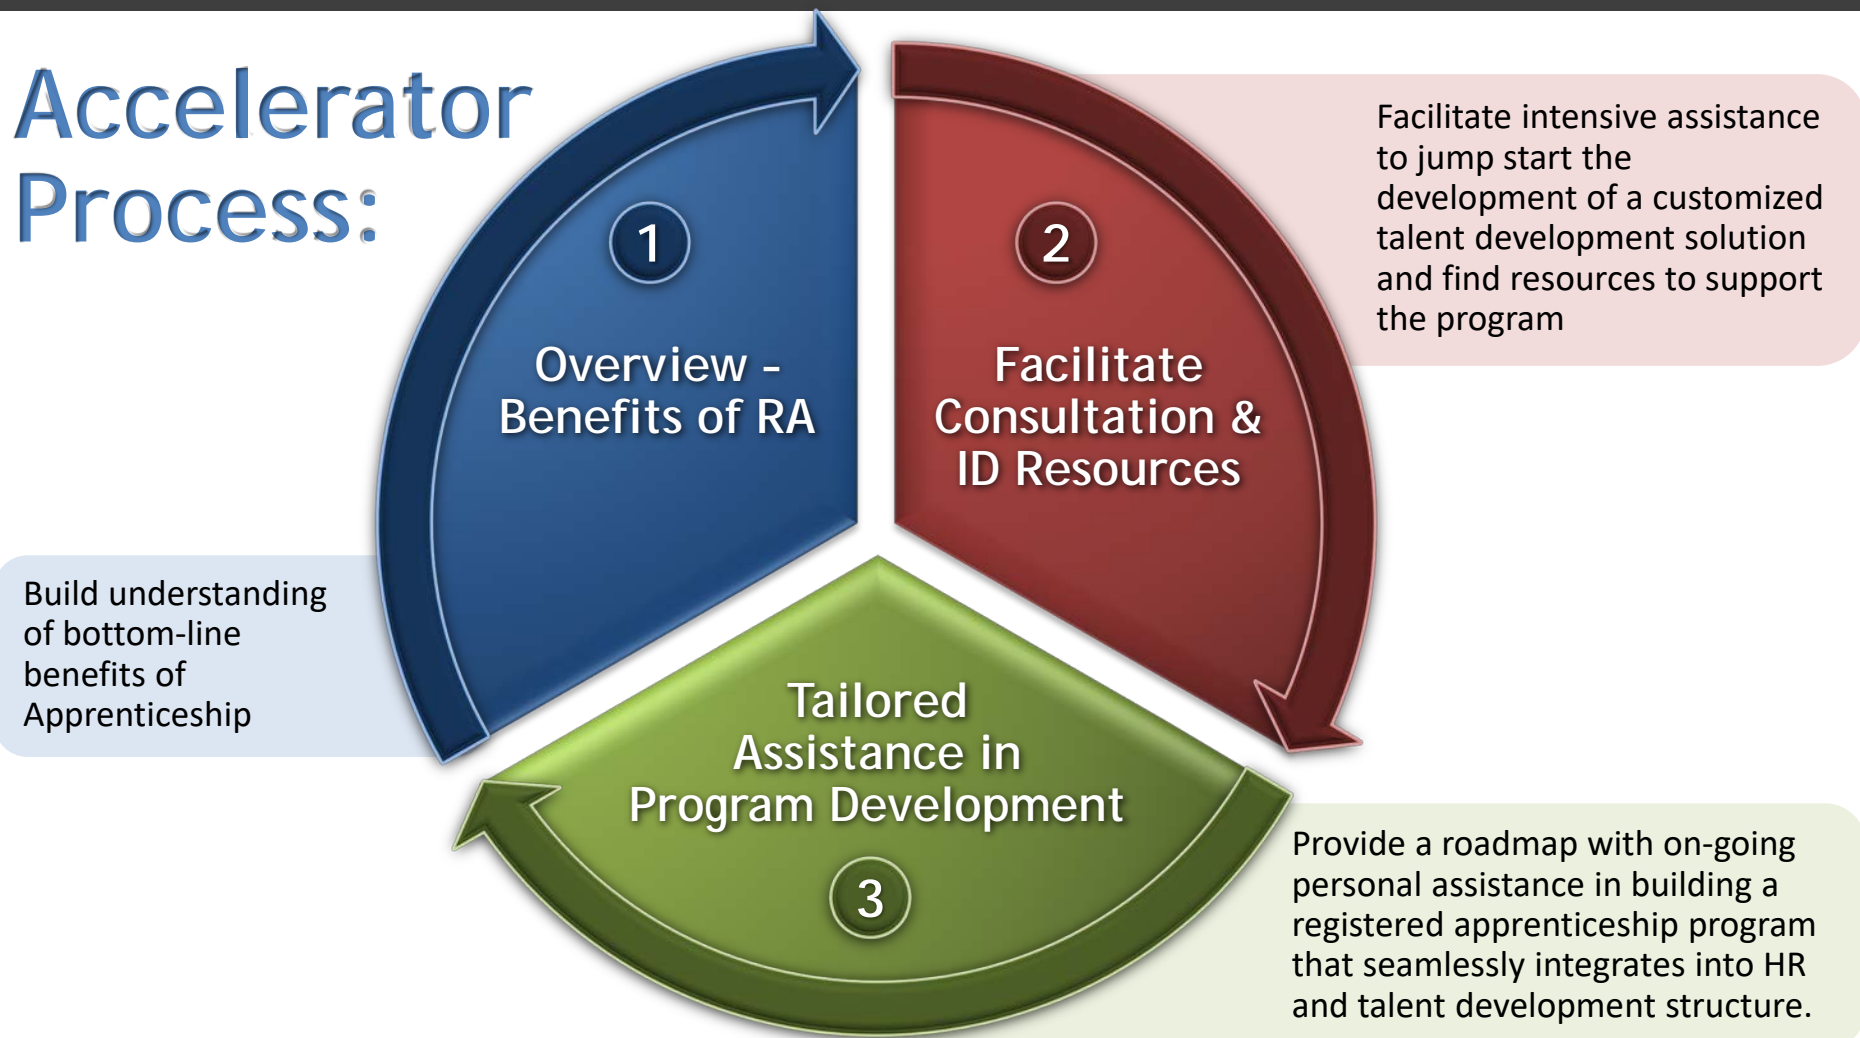 Accelerator
Process:
1
Overview -
Benefits of RA
Build understanding
of bottom-line
benefits of
Apprenticeship
2
Facilitate
Consultation &
ID Resources
Facilitate intensive assistance
to jump start the
development of a customized
talent development solution
and find resources to support
the program
Tailored
Assistance in
Program Development
3
Provide a roadmap with on-going
personal assistance in building a
registered apprenticeship program
that seamlessly integrates into HR
and talent development structure.